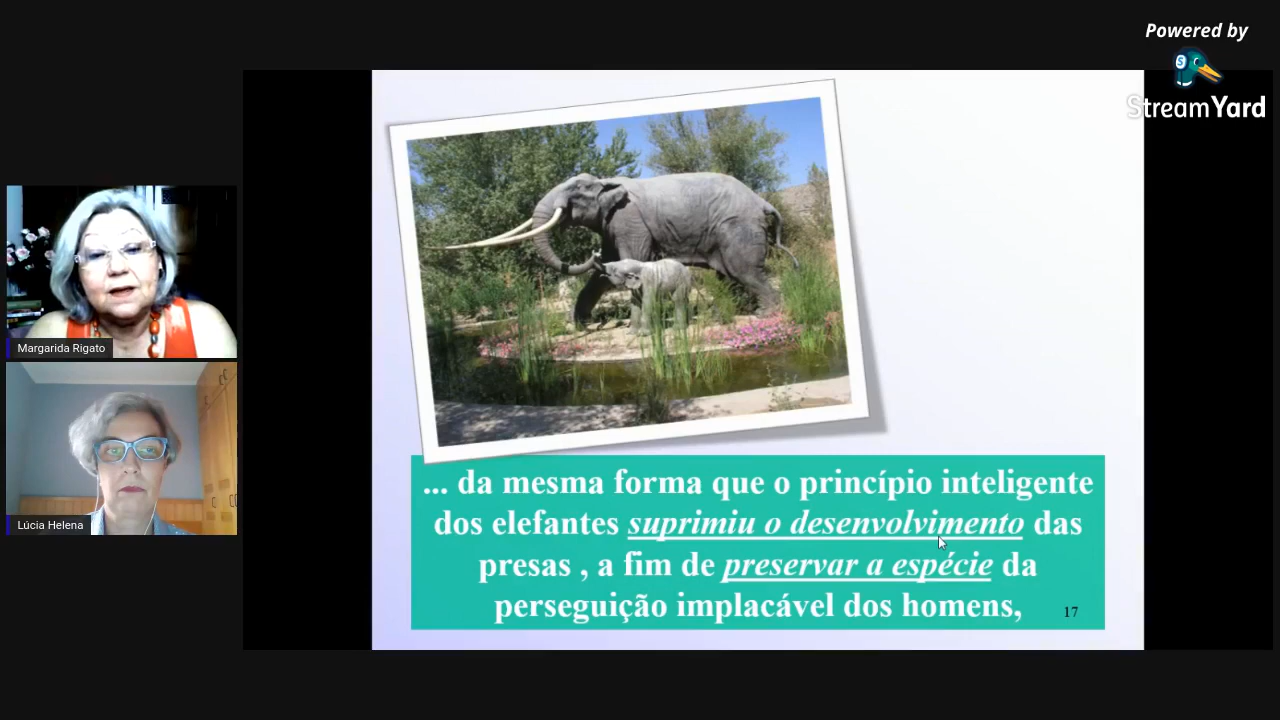 Powered by
StreamYard
Margarida Rigato
Lúcia Helena
... da mesma forma que o princípio inteligente
dos elefantes suprimiu o desenvolvimento das
presas , a fim de preservar a espécie da
perseguição implacável dos homens,
17